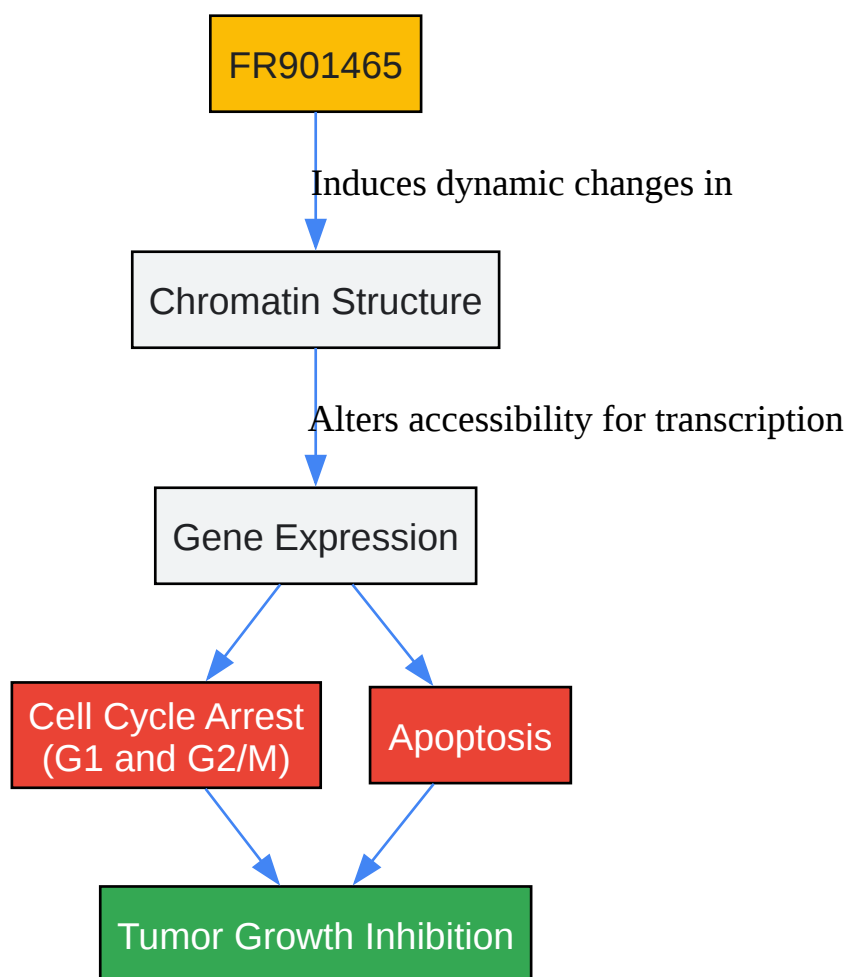 FR901465
Induces dynamic changes in
Chromatin Structure
Alters accessibility for transcription
Gene Expression
Cell Cycle Arrest
(G1 and G2/M)
Apoptosis
Tumor Growth Inhibition